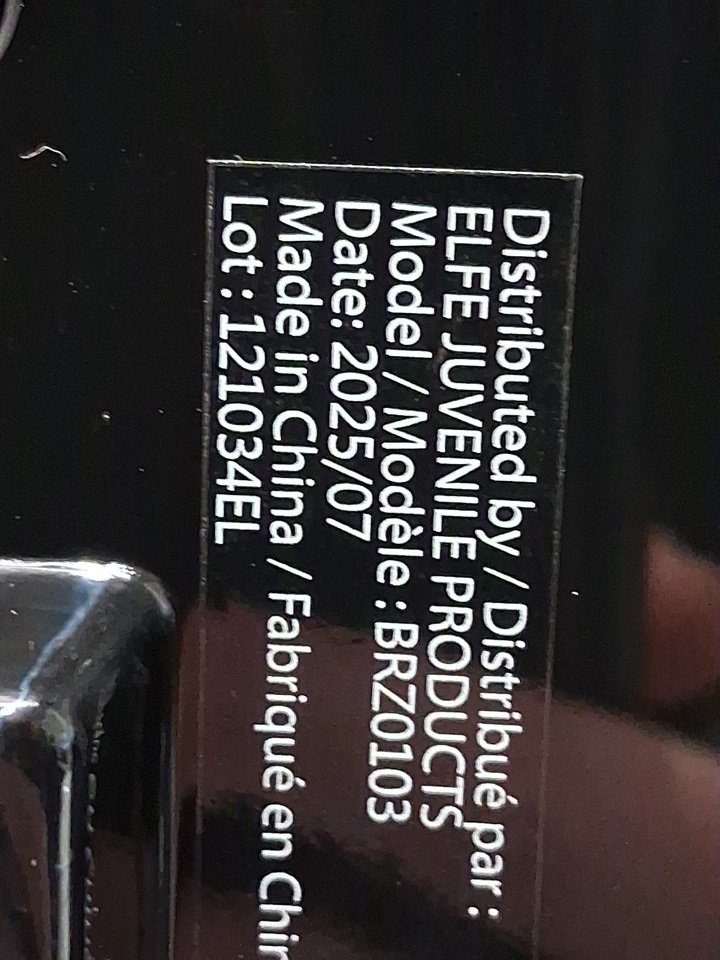 Distributed by / Distribué par :
ELFE JUVENILE PRODUCTS
Model / Modèle : BRZ0103
Date: 2025/07
Made in China / Fabriqué en
Lot : 121034EL